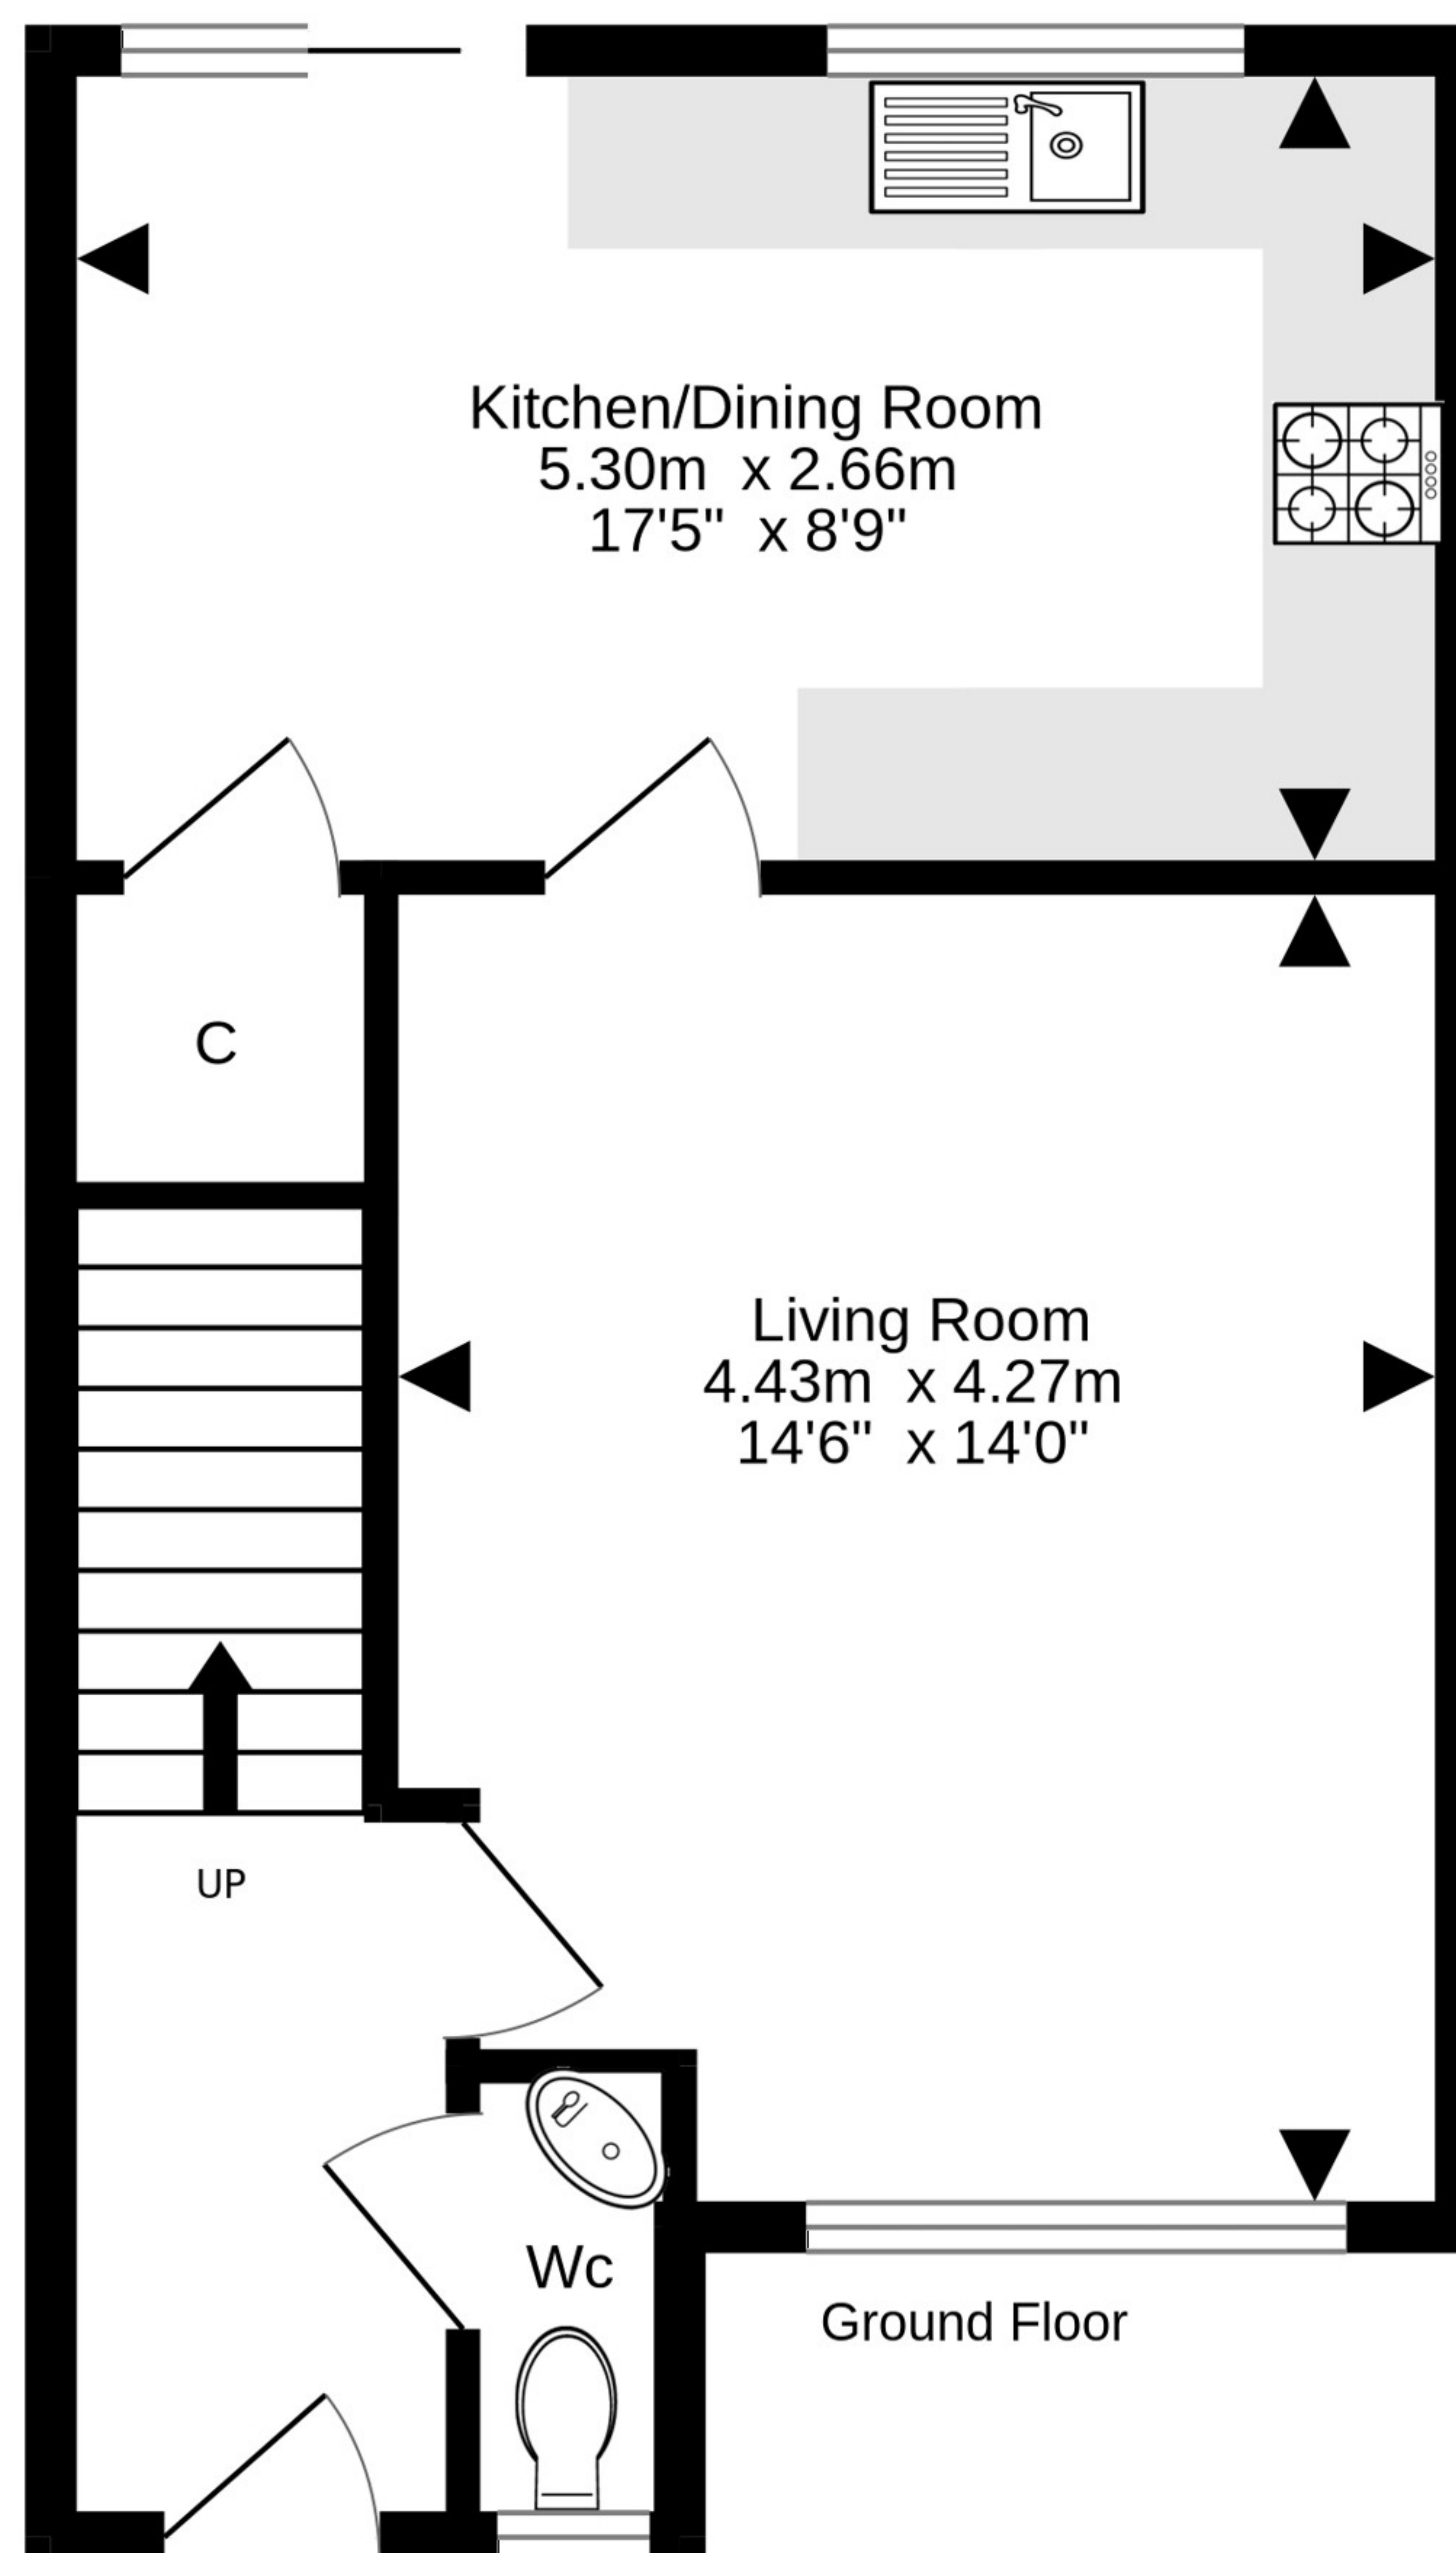 Kitchen/Dining Room
5.30m x 2.66m
17'5" x 8'9"
C
Living Room
4.43m x 4.27m
14'6" x 14'0"
UP
Wc
Ground Floor